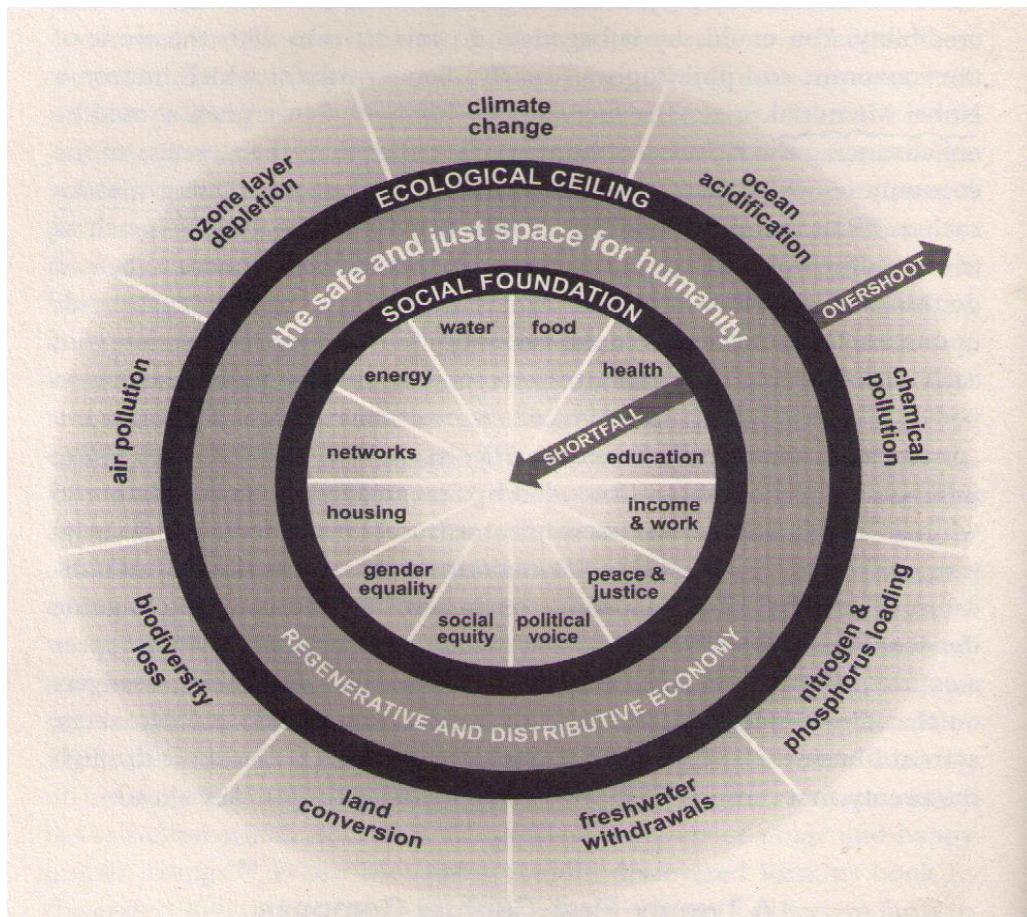 climate
change
ozone layer
depletion
ocean
acidification
ECOLOGICAL CEILING
the safe and just space for humanity
OVERSHOOT
SOCIAL FOUNDATION
water
food
energy
health
air pollution
chemical
pollution
SHORTFALL
networks
education
housing
income
& work
gender
equality
peace &
justice
social
equity
political
voice
biodiversity
loss
REGENERATIVE AND DISTRIBUTIVE ECONOMY
nitrogen &
phosphorus loading
land
conversion
freshwater
withdrawals